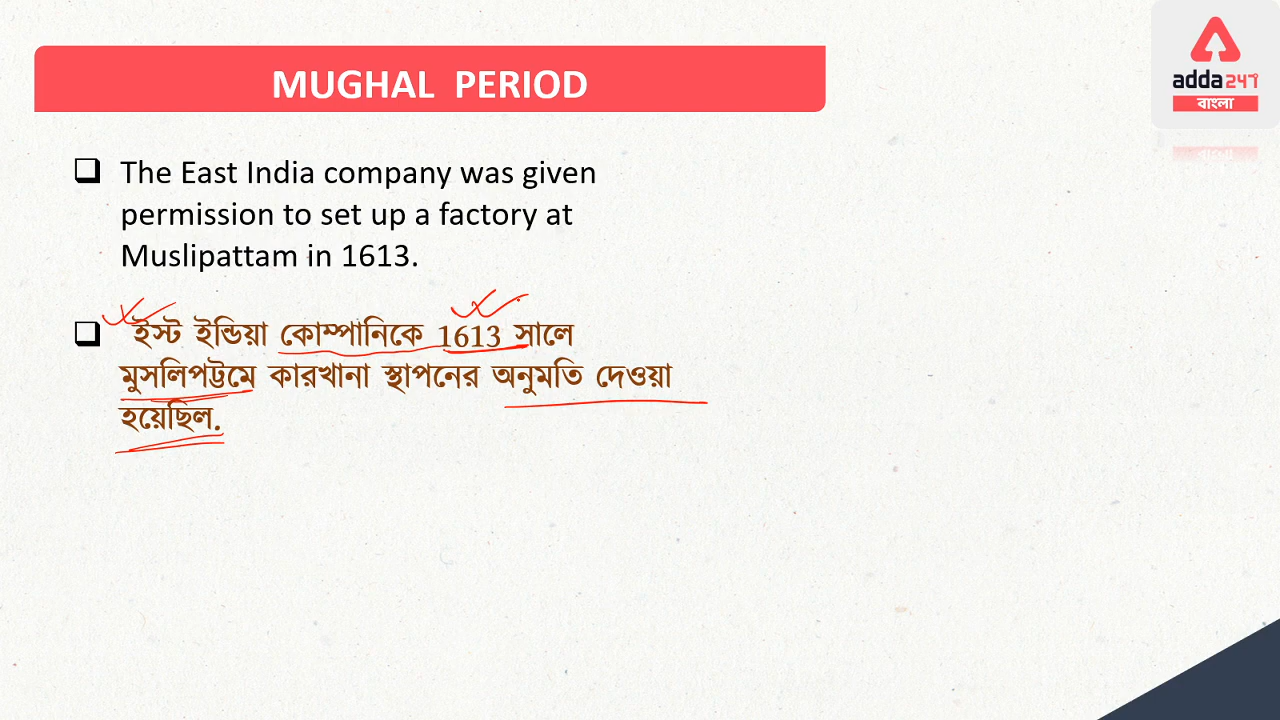 MUGHAL PERIOD
adda247
বাংলা
The East India company was given
permission to set up a factory at
Muslipattam in 1613.
ইস্ট ইন্ডিয়া কোম্পানিকে 1613 সালে
মুসলিপট্টমে কারখানা স্থাপনের অনুমতি দেওয়া
হয়েছিল.